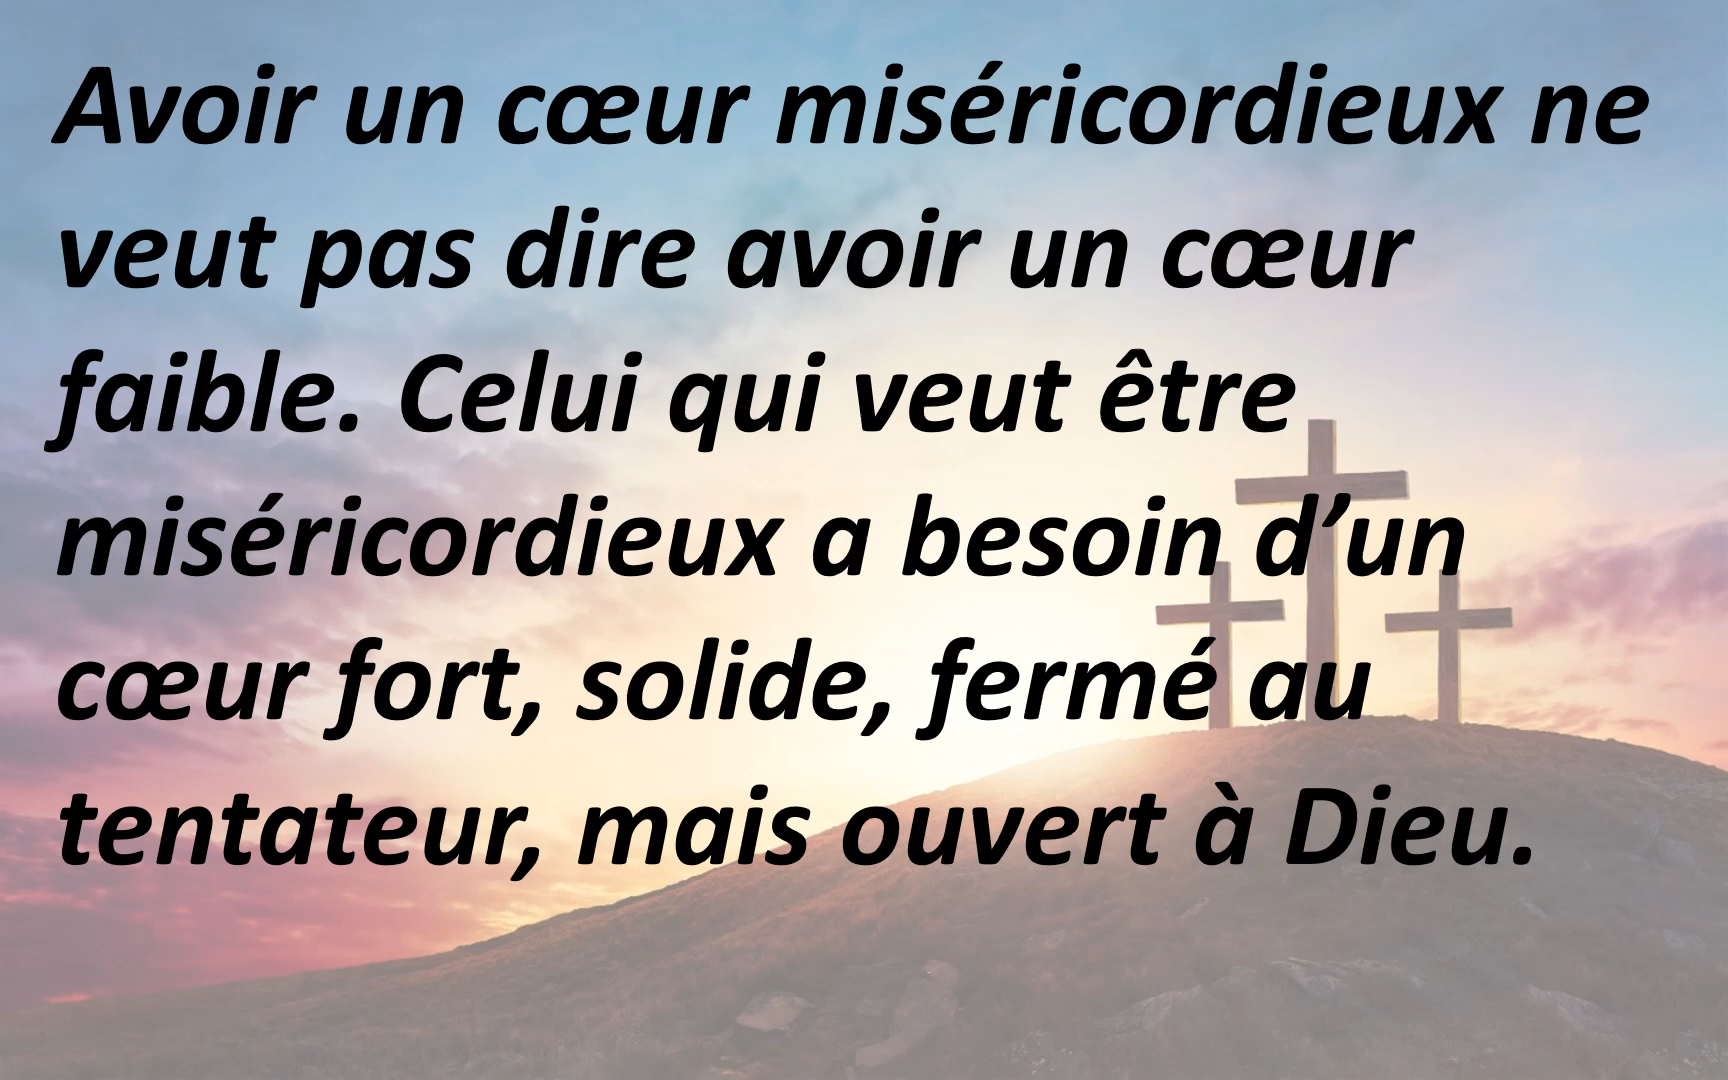 Avoir un cœur miséricordieux ne
veut pas dire avoir un cœur
faible. Celui qui veut être
miséricordieux a besoin d’un
cœur fort, solide, fermé au
tentateur, mais ouvert à Dieu.